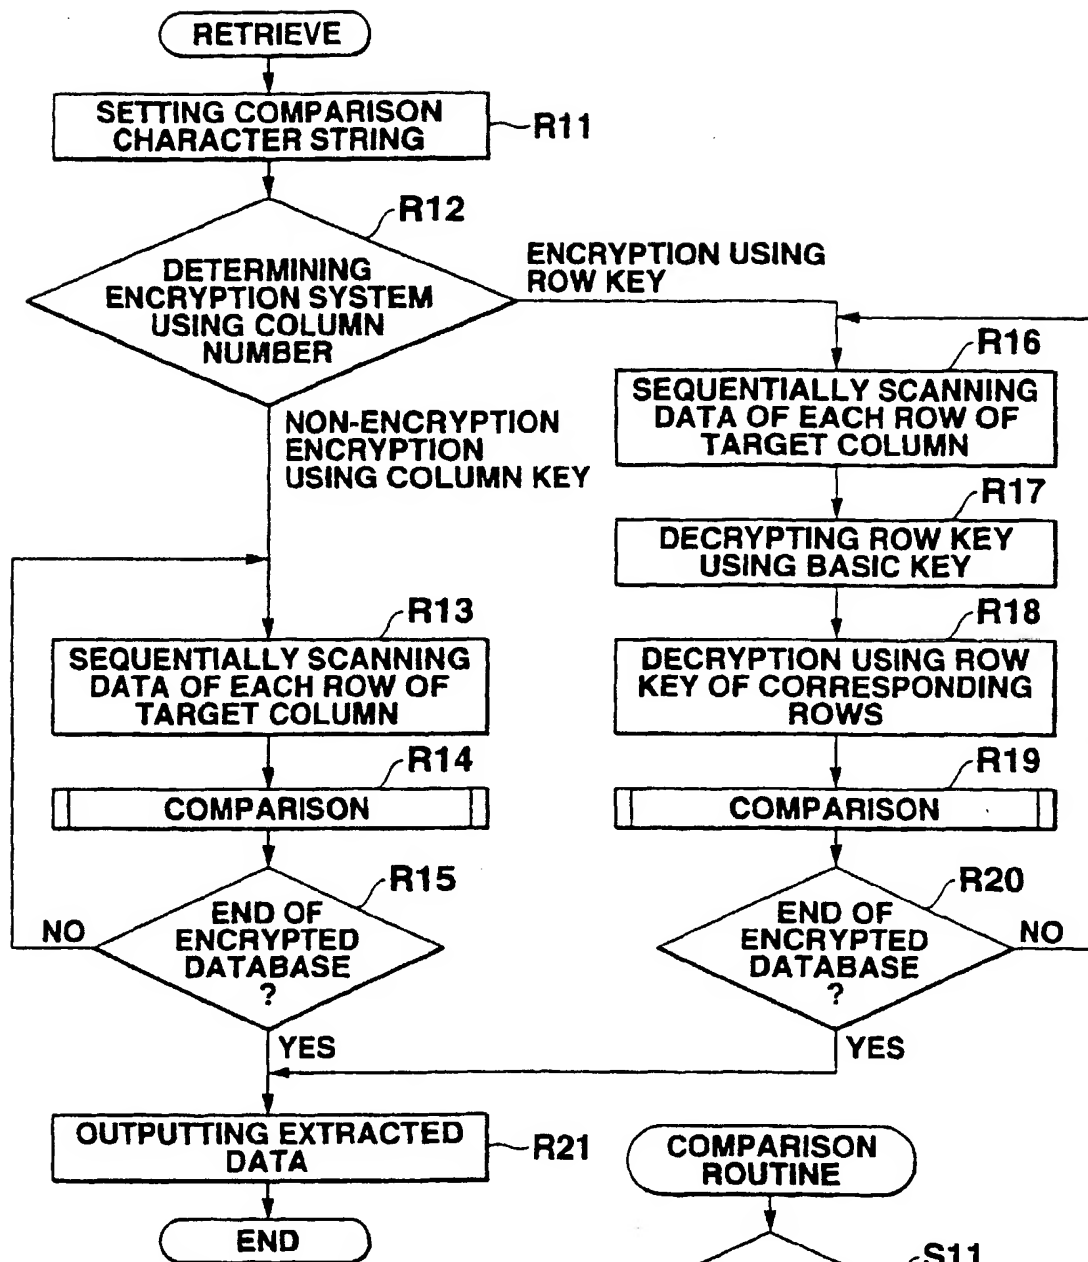 RETRIEVE
SETTING COMPARISON
CHARACTER STRING
R11
R12
DETERMINING
ENCRYPTION SYSTEM
USING COLUMN
NUMBER
ENCRYPTION USING
ROW KEY
NON-ENCRYPTION
ENCRYPTION
USING COLUMN KEY
R13
SEQUENTIALLY SCANNING
DATA OF EACH ROW OF
TARGET COLUMN
R14
COMPARISON
R15
END OF
ENCRYPTED
DATABASE
?
NO
YES
R16
SEQUENTIALLY SCANNING
DATA OF EACH ROW OF
TARGET COLUMN
R17
DECRYPTING ROW KEY
USING BASIC KEY
R18
DECRYPTION USING ROW
KEY OF CORRESPONDING
ROWS
R19
COMPARISON
R20
END OF
ENCRYPTED
DATABASE
?
NO
YES
OUTPUTTING EXTRACTED
DATA
R21
END
COMPARISON
ROUTINE
S11